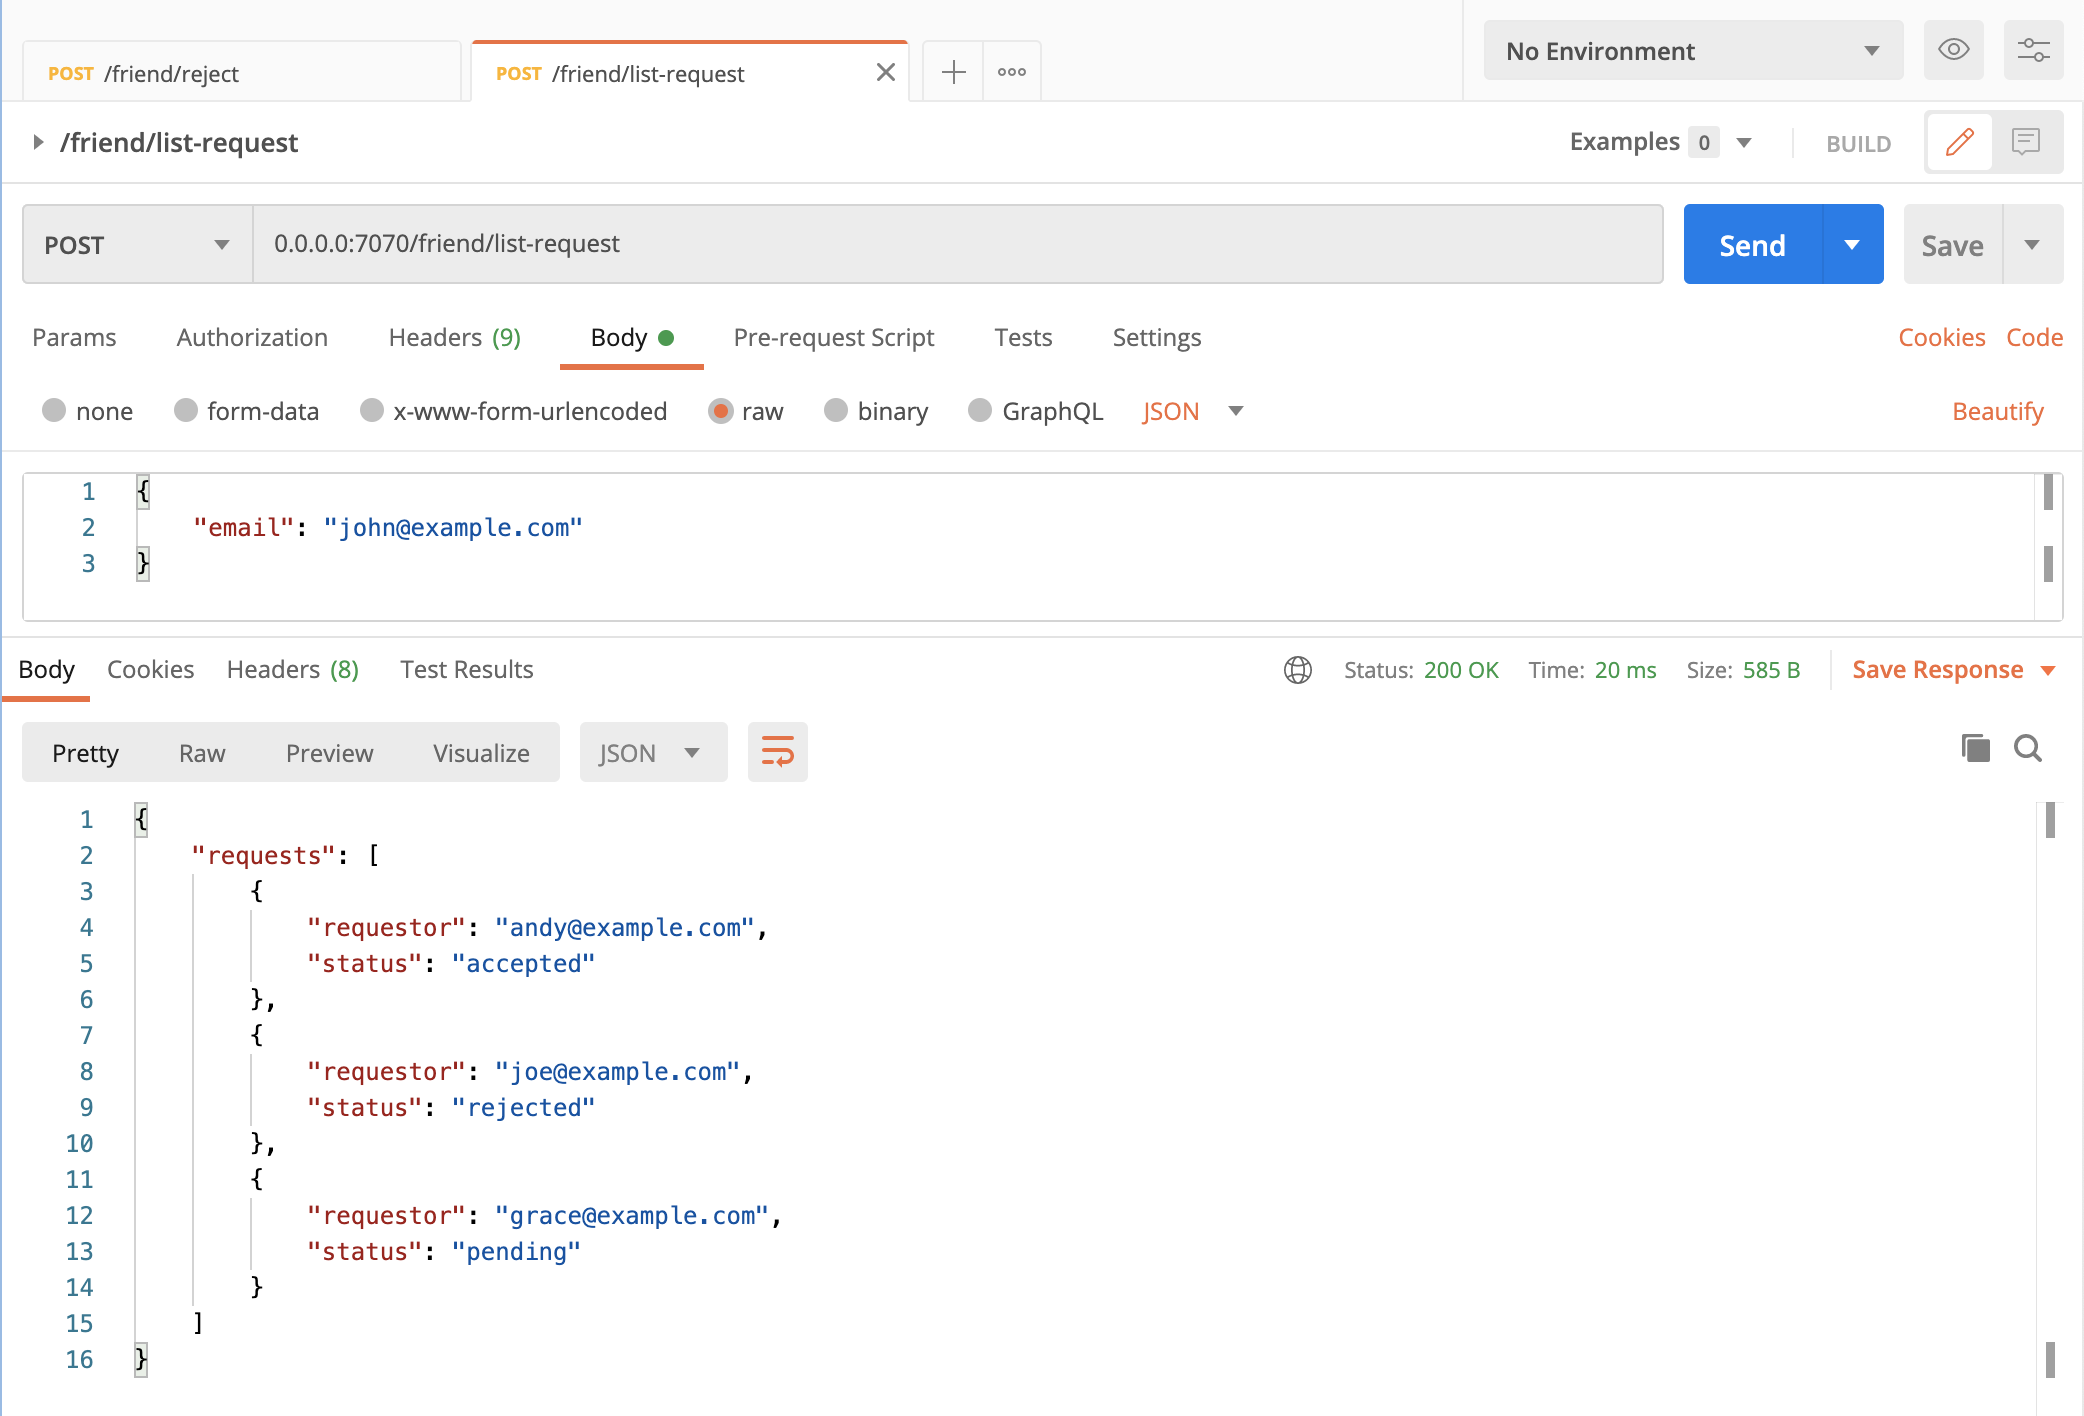 POST /friend/reject
POST /friend/list-request
No Environment
/friend/list-request
Examples 0
BUILD
POST
0.0.0.0:7070/friend/list-request
Send
Save
Params Authorization Headers (9) Body Pre-request Script Tests Settings Cookies Code
none form-data x-www-form-urlencoded raw binary GraphQL JSON Beautify
1 {
2 "email": "john@example.com"
3 }
Body Cookies Headers (8) Test Results Status: 200 OK Time: 20 ms Size: 585 B Save Response
Pretty Raw Preview Visualize JSON
1 {
2 "requests": [
3 {
4 "requestor": "andy@example.com",
5 "status": "accepted"
6 },
7 {
8 "requestor": "joe@example.com",
9 "status": "rejected"
10 },
11 {
12 "requestor": "grace@example.com",
13 "status": "pending"
14 }
15 ]
16 }